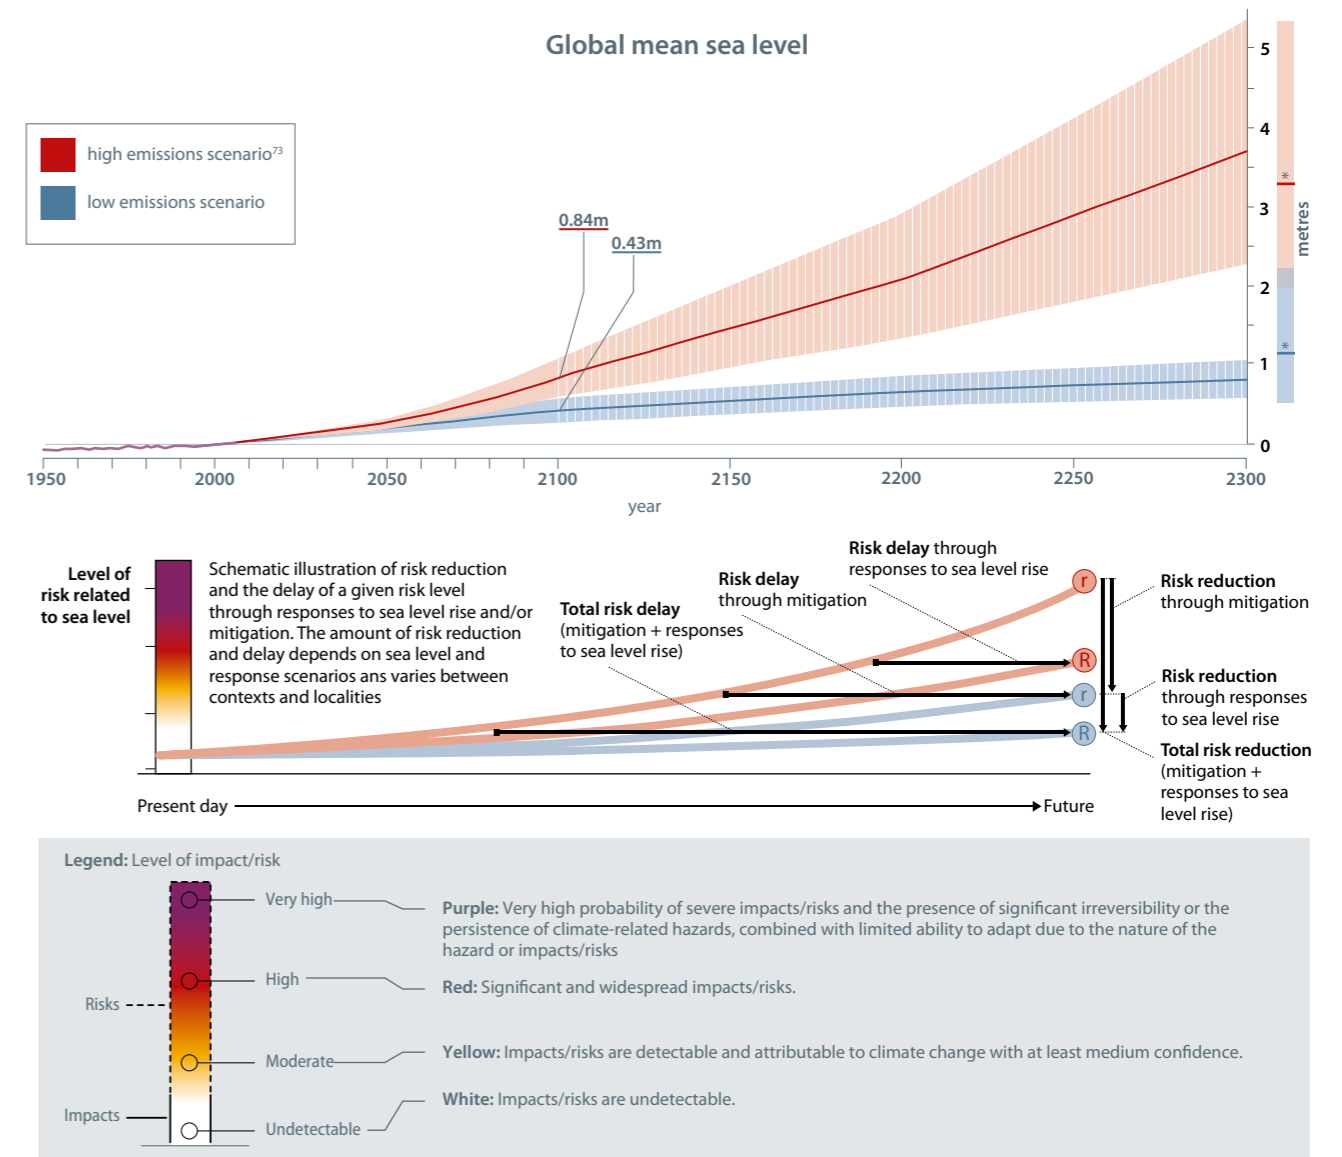 Global mean sea level
high emissions scenario73
low emissions scenario
0.84m
0.43m
5
4
3
2
1
0
metres
*
*
1950
2000
2050
2100
2150
2200
2250
2300
year
Level of
risk related
to sea level
Schematic illustration of risk reduction
and the delay of a given risk level
through responses to sea level rise and/or
mitigation. The amount of risk reduction
and delay depends on sea level and
response scenarios ans varies between
contexts and localities
Total risk delay
(mitigation + responses
to sea level rise)
Risk delay
through mitigation
Risk delay through
responses to sea level rise
r
R
r
R
Risk reduction
through mitigation
Risk reduction
through responses
to sea level rise
Total risk reduction
(mitigation +
responses to sea
level rise)
Present day
Future
Legend: Level of impact/risk
Very high
High
Moderate
Undetectable
Risks
Impacts
Purple: Very high probability of severe impacts/risks and the presence of significant irreversibility or the
persistence of climate-related hazards, combined with limited ability to adapt due to the nature of the
hazard or impacts/risks
Red: Significant and widespread impacts/risks.
Yellow: Impacts/risks are detectable and attributable to climate change with at least medium confidence.
White: Impacts/risks are undetectable.